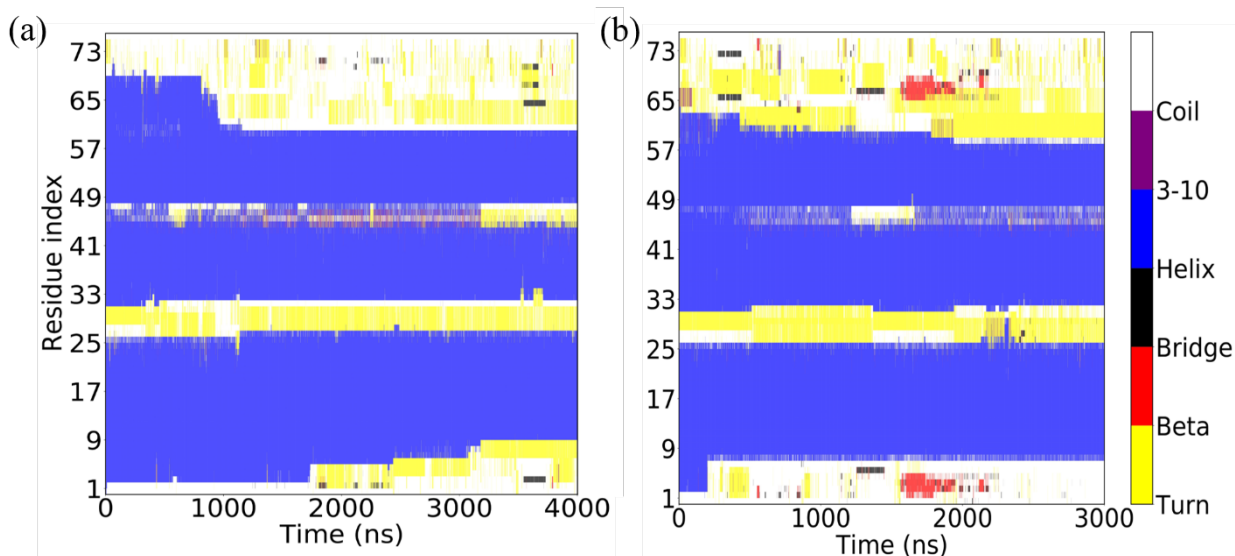 (a)
(b)
Residue index
73
65
57
49
41
33
25
17
9
1
0 1000 2000 3000 4000
Time (ns)
73
65
57
49
41
33
25
17
9
1
0 1000 2000 3000
Time (ns)
Coil
3-10
Helix
Bridge
Beta
Turn